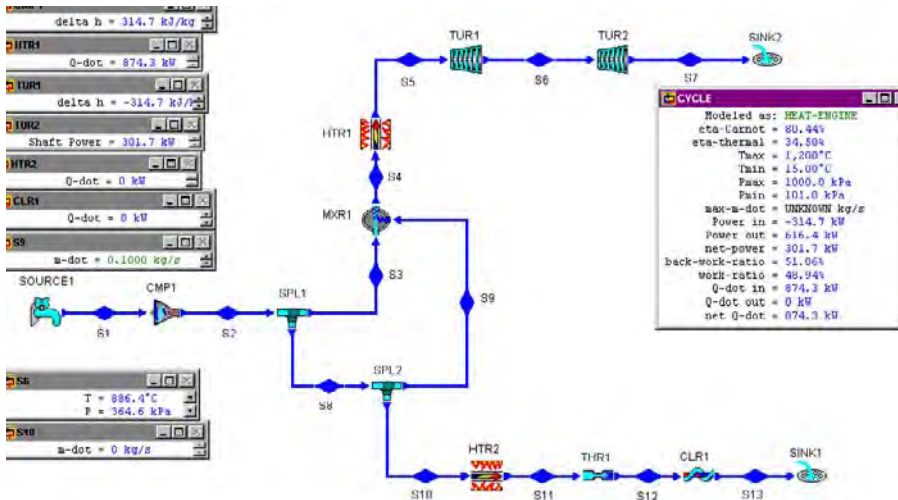 delta h = 314.7 kJ/kg
HTR1
Q-dot = 874.3 kW
TUR1
delta h = -314.7 kJ/
TUR2
Shaft Power = 301.7 kW
HTR2
Q-dot = 0 kW
CLR1
Q-dot = 0 kW
S9
m-dot = 0.1000 kg/s
S6
T = 886.4°C
P = 364.6 kPa
S10
m-dot = 0 kg/s
TUR1
TUR2
SINK2
S5
S6
S7
HTR1
S4
MXR1
S3
S9
SOURCE1
CMP1
SPL1
S1
S2
SPL2
S8
HTR2
THR1
CLR1
SINK1
S10
S11
S12
S13
CYCLE
Modeled as: HEAT-ENGINE
eta-Carnot = 80.44%
eta-thermal = 34.50%
Tmax = 1,200°C
Tmin = 15.00°C
Pmax = 1000.0 kPa
Pmin = 101.0 kPa
max-m-dot = UNKNOWN kg/s
Power in = -314.7 kW
Power out = 616.4 kW
net-power = 301.7 kW
back-work-ratio = 51.06%
work-ratio = 48.94%
Q-dot in = 874.3 kW
Q-dot out = 0 kW
net Q-dot = 874.3 kW